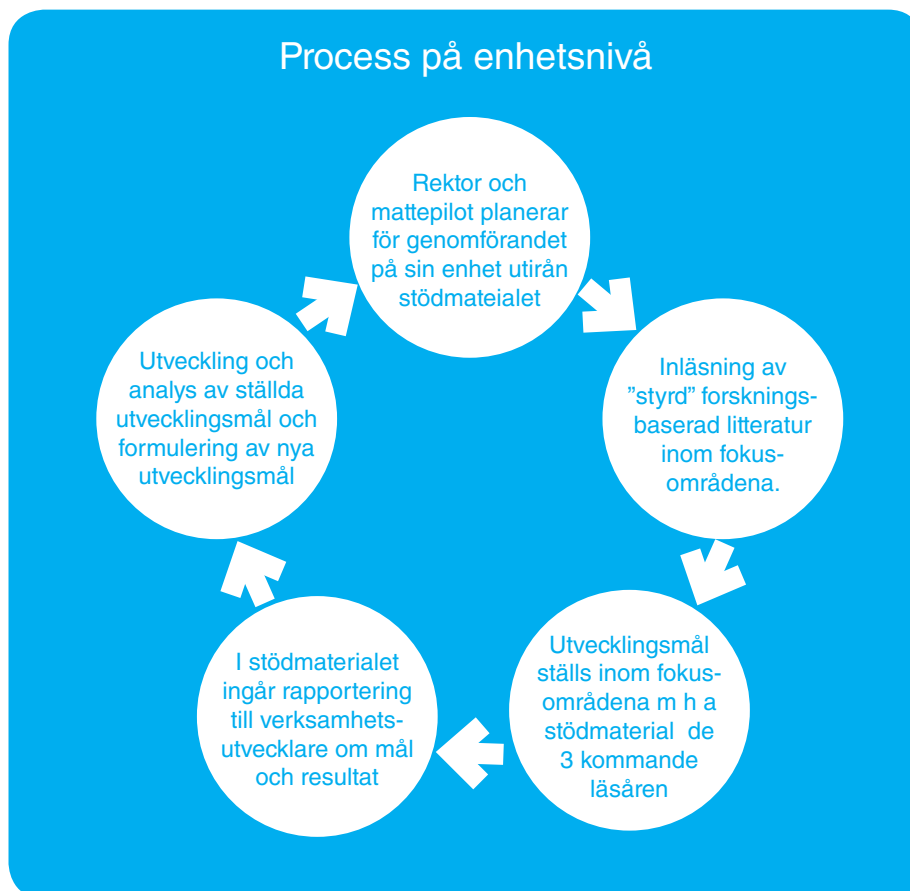 Process på enhetsnivå
Rektor och
mattepilot planerar
för genomförandet
på sin enhet utirån
stödmateialet
Inläsning av
”styrd” forsknings-
baserad litteratur
inom fokus-
områdena.
Utvecklingsmål
ställs inom fokus-
områdena m h a
stödmaterial de
3 kommande
läsåren
I stödmaterialet
ingår rapportering
till verksamhets-
utvecklare om mål
och resultat
Utveckling och
analys av ställda
utvecklingsmål och
formulering av nya
utvecklingsmål